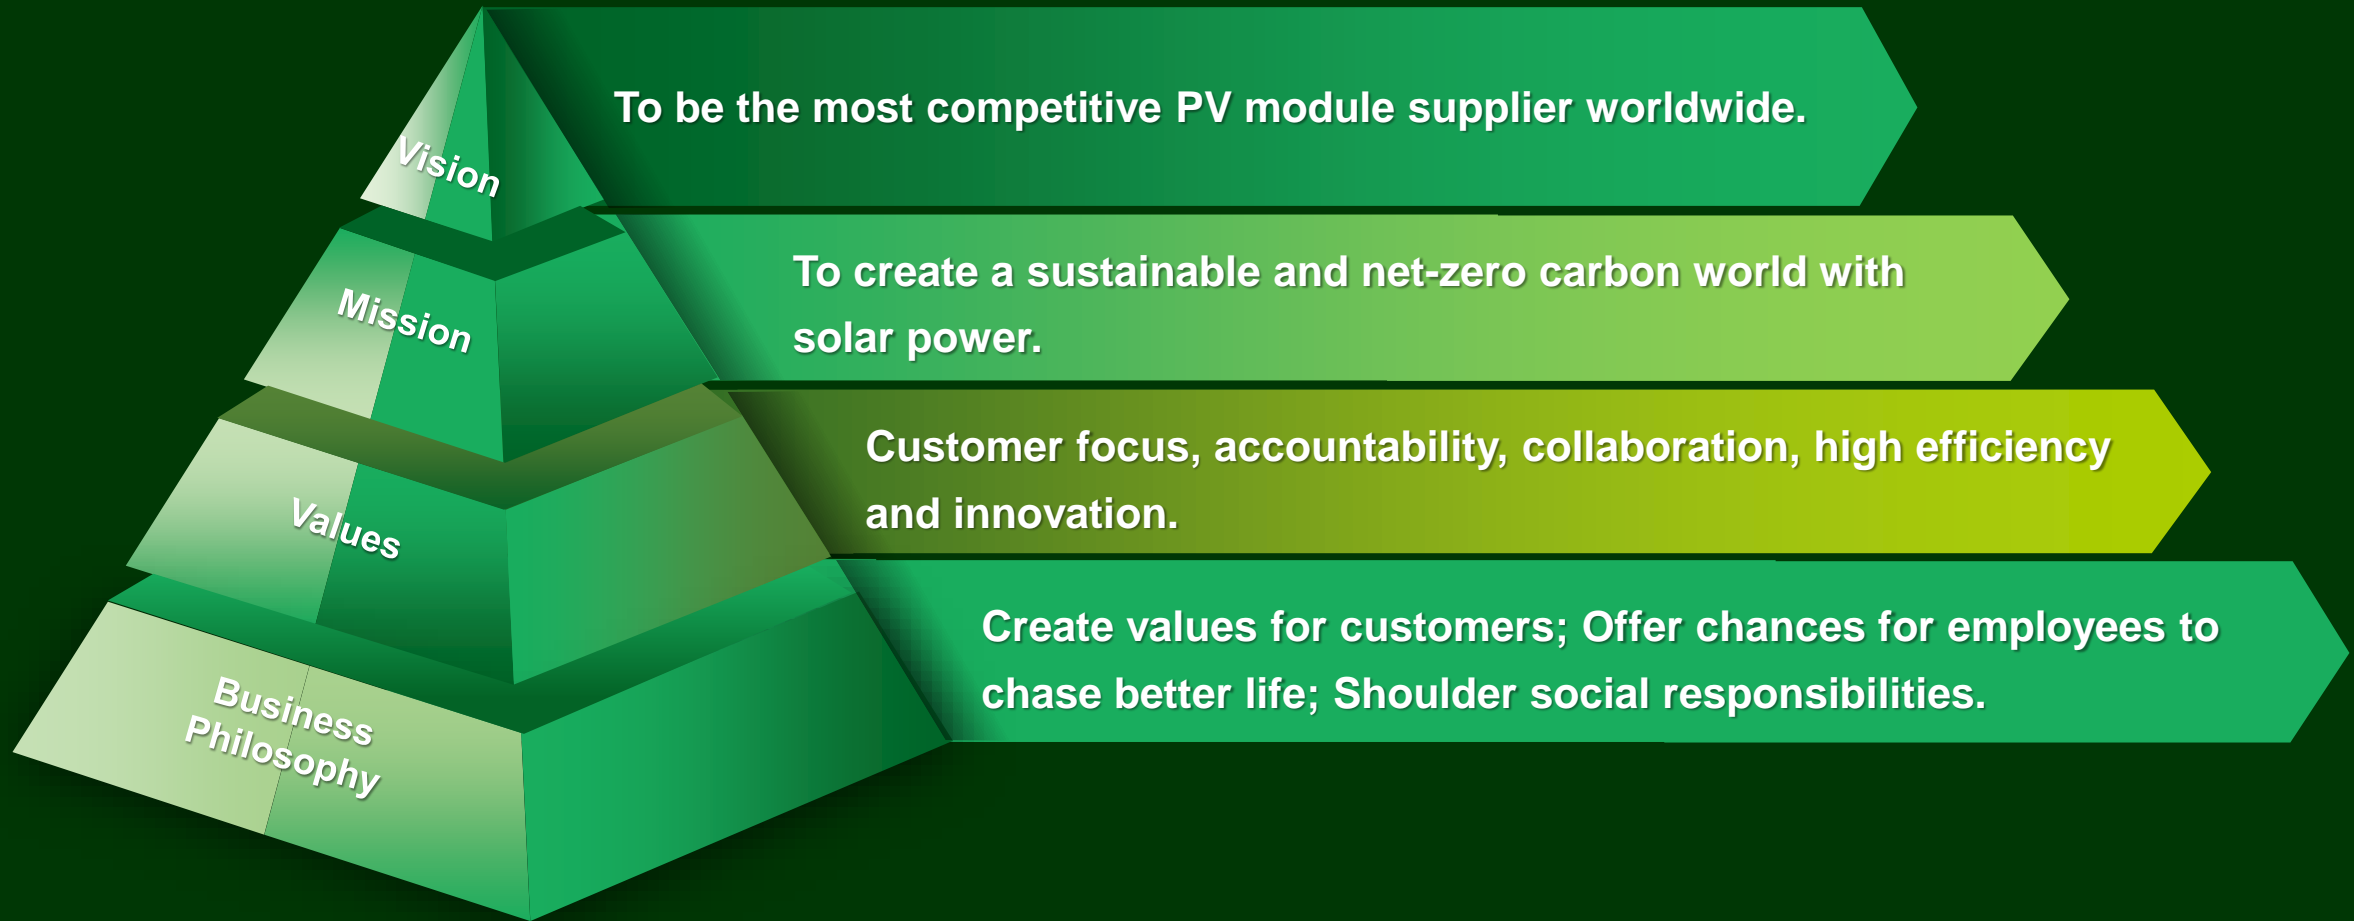 Vision
To be the most competitive PV module supplier worldwide.
Mission
To create a sustainable and net-zero carbon world with
solar power.
Values
Customer focus, accountability, collaboration, high efficiency
and innovation.
Business
Philosophy
Create values for customers; Offer chances for employees to
chase better life; Shoulder social responsibilities.